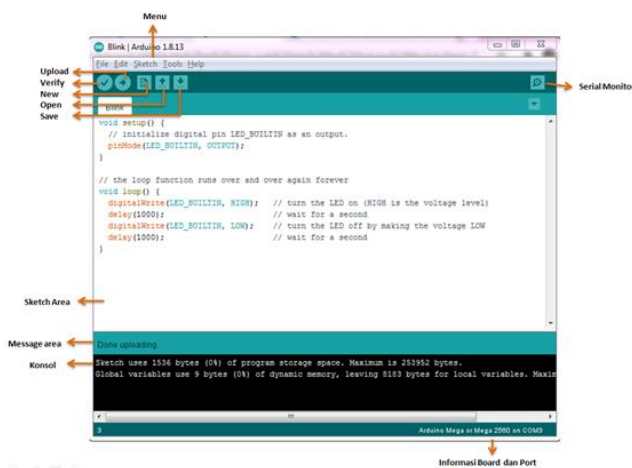 Menu
Blink | Arduino 1.8.13
File Edit Sketch Tools Help
Upload
Verify
New
Open
Save
Serial Monito
Blink
void setup() {
// initialize digital pin LED_BUILTIN as an output.
pinMode(LED_BUILTIN, OUTPUT);
}
// the loop function runs over and over again forever
void loop() {
digitalWrite(LED_BUILTIN, HIGH); // turn the LED on (HIGH is the voltage level)
delay(1000); // wait for a second
digitalWrite(LED_BUILTIN, LOW); // turn the LED off by making the voltage LOW
delay(1000); // wait for a second
}
Sketch Area
Message area
Done uploading.
Konsol
Sketch uses 1536 bytes (0%) of program storage space. Maximum is 253952 bytes.
Global variables use 9 bytes (0%) of dynamic memory, leaving 8183 bytes for local variables. Maxim
3
Arduino Mega or Mega 2560 on COM3
Informasi Board dan Port